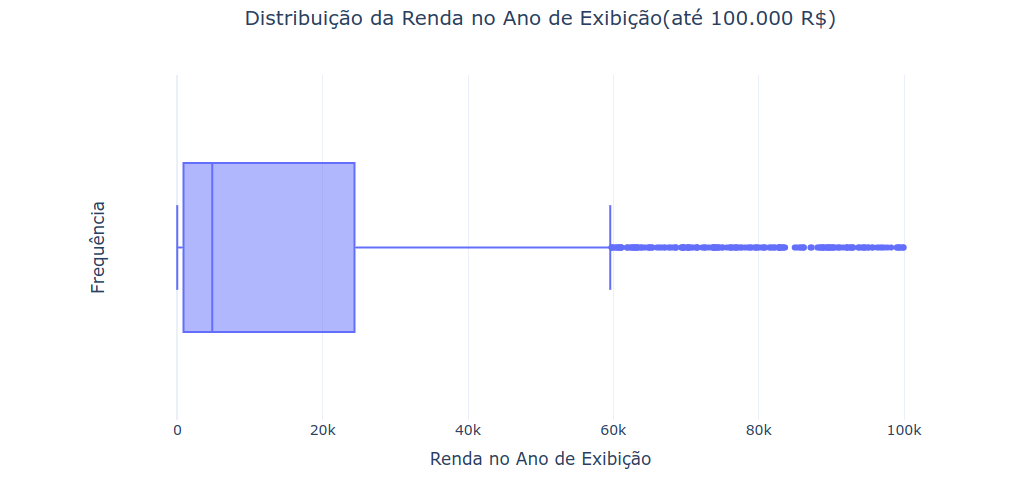 Distribuição da Renda no Ano de Exibição(até 100.000 R$)
Frequência
0
20k
40k
60k
80k
100k
Renda no Ano de Exibição